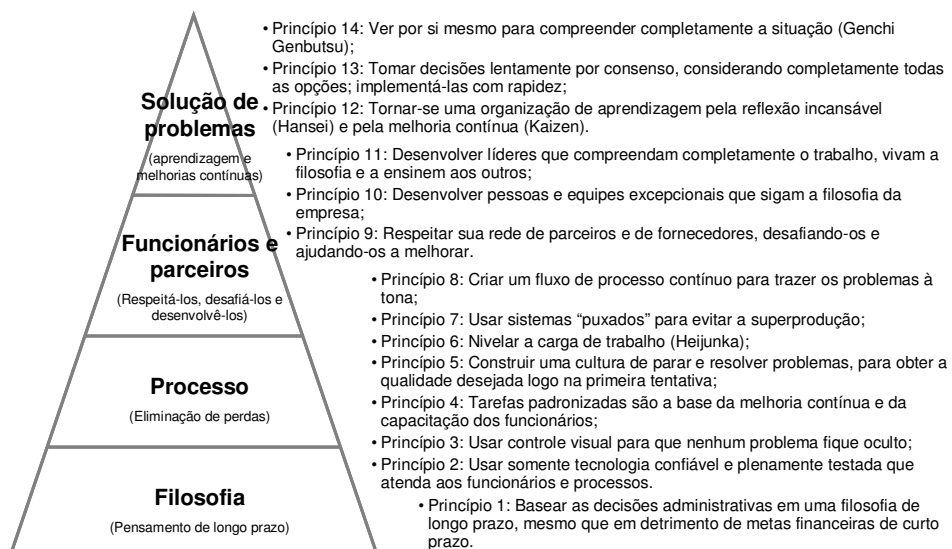 • Princípio 14: Ver por si mesmo para compreender completamente a situação (Genchi
Genbutsu);
• Princípio 13: Tomar decisões lentamente por consenso, considerando completamente todas
as opções; implementá-las com rapidez;
• Princípio 12: Tornar-se uma organização de aprendizagem pela reflexão incansável
(Hansei) e pela melhoria contínua (Kaizen).
Solução de
problemas
(aprendizagem e
melhorias contínuas)
• Princípio 11: Desenvolver líderes que compreendam completamente o trabalho, vivam a
filosofia e a ensinem aos outros;
• Princípio 10: Desenvolver pessoas e equipes excepcionais que sigam a filosofia da
empresa;
• Princípio 9: Respeitar sua rede de parceiros e de fornecedores, desafiando-os e
ajudando-os a melhorar.
Funcionários e
parceiros
(Respeitá-los, desafiá-los e
desenvolvê-los)
• Princípio 8: Criar um fluxo de processo contínuo para trazer os problemas à
tona;
• Princípio 7: Usar sistemas “puxados” para evitar a superprodução;
• Princípio 6: Nivelar a carga de trabalho (Heijunka);
• Princípio 5: Construir uma cultura de parar e resolver problemas, para obter a
qualidade desejada logo na primeira tentativa;
• Princípio 4: Tarefas padronizadas são a base da melhoria contínua e da
capacitação dos funcionários;
• Princípio 3: Usar controle visual para que nenhum problema fique oculto;
• Princípio 2: Usar somente tecnologia confiável e plenamente testada que
atenda aos funcionários e processos.
Processo
(Eliminação de perdas)
• Princípio 1: Basear as decisões administrativas em uma filosofia de
longo prazo, mesmo que em detrimento de metas financeiras de curto
prazo.
Filosofia
(Pensamento de longo prazo)